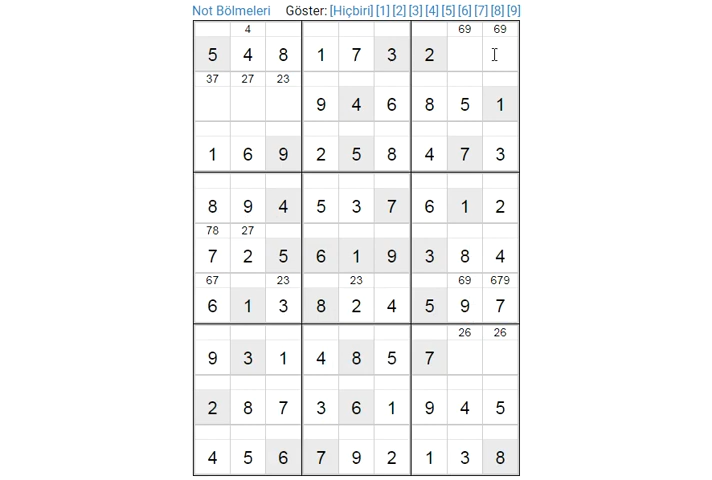 Not Bölmeleri Göster: [Hiçbiri] [1] [2] [3] [4] [5] [6] [7] [8] [9]
4 69 69
5 4 8 1 7 3 2
37 27 23
9 4 6 8 5 1
1 6 9 2 5 8 4 7 3
8 9 4 5 3 7 6 1 2
78 27
7 2 5 6 1 9 3 8 4
67 23 23 69 679
6 1 3 8 2 4 5 9 7
26 26
9 3 1 4 8 5 7
2 8 7 3 6 1 9 4 5
4 5 6 7 9 2 1 3 8